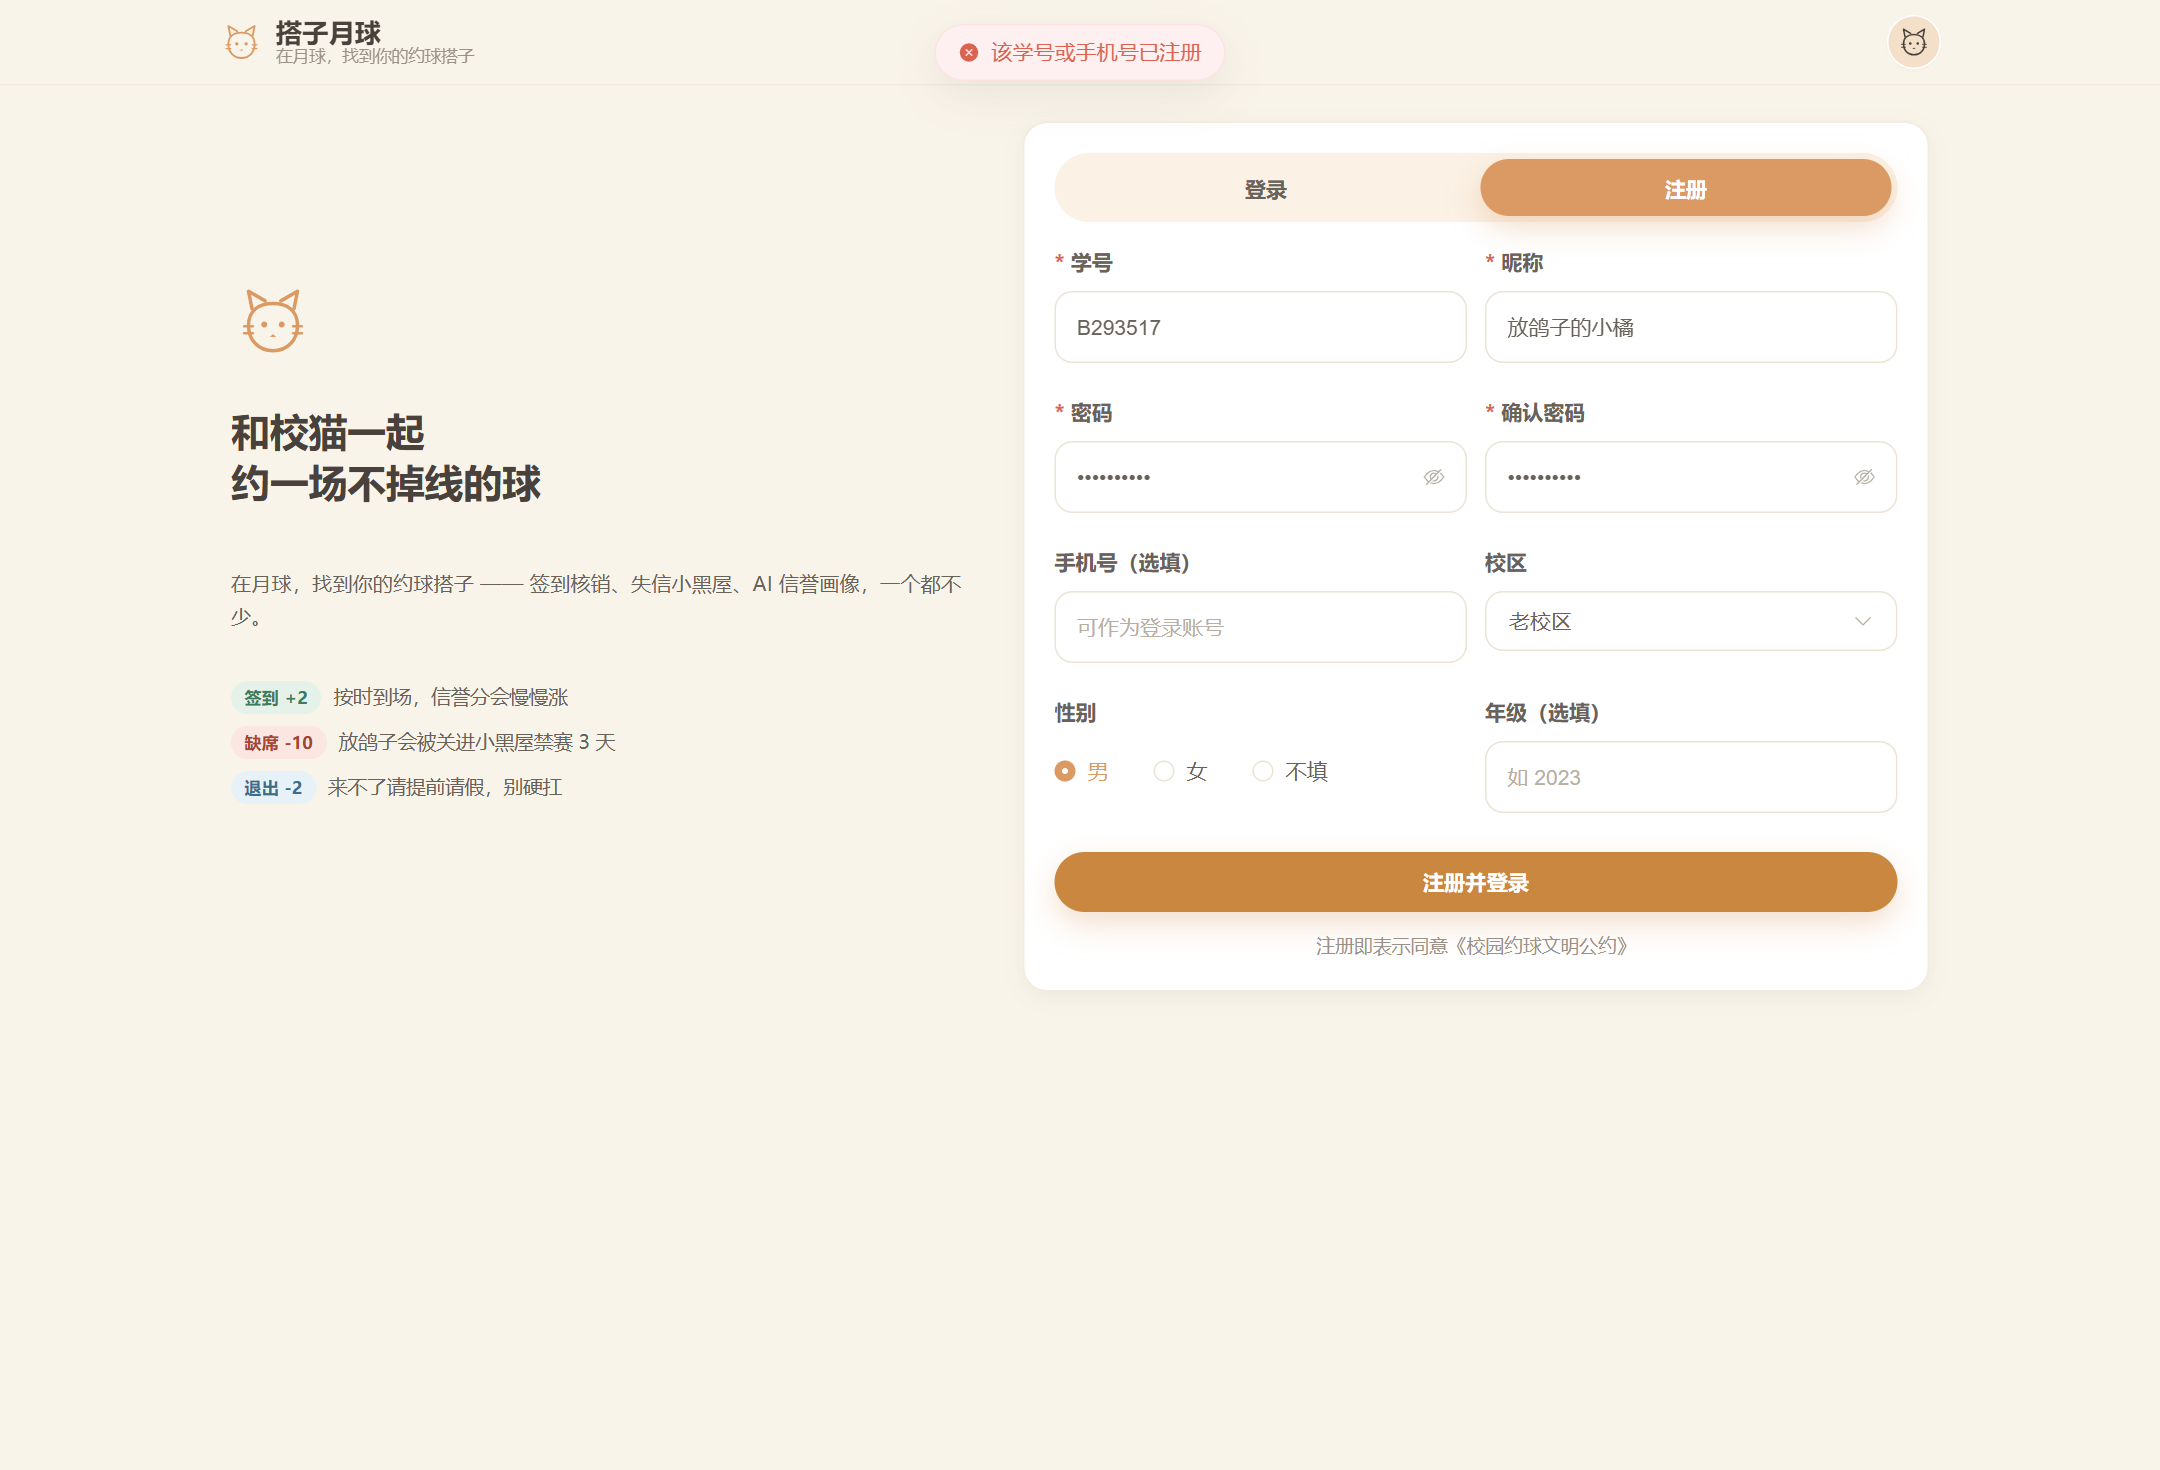 搭子月球
在月球，找到你的约球搭子
该学号或手机号已注册
和校猫一起
约一场不掉线的球
在月球，找到你的约球搭子 —— 签到核销、失信小黑屋、AI 信誉画像，一个都不
少。
签到 +2 按时到场，信誉分会慢慢涨
缺席 -10 放鸽子会被关进小黑屋禁赛 3 天
退出 -2 来不了请提前请假，别硬扛
登录 注册
* 学号 * 昵称
B293517 放鸽子的小橘
* 密码 * 确认密码
•••••••••• ••••••••••
手机号（选填） 校区
可作为登录账号 老校区
性别 年级（选填）
男 女 不填 如 2023
注册并登录
注册即表示同意《校园约球文明公约》